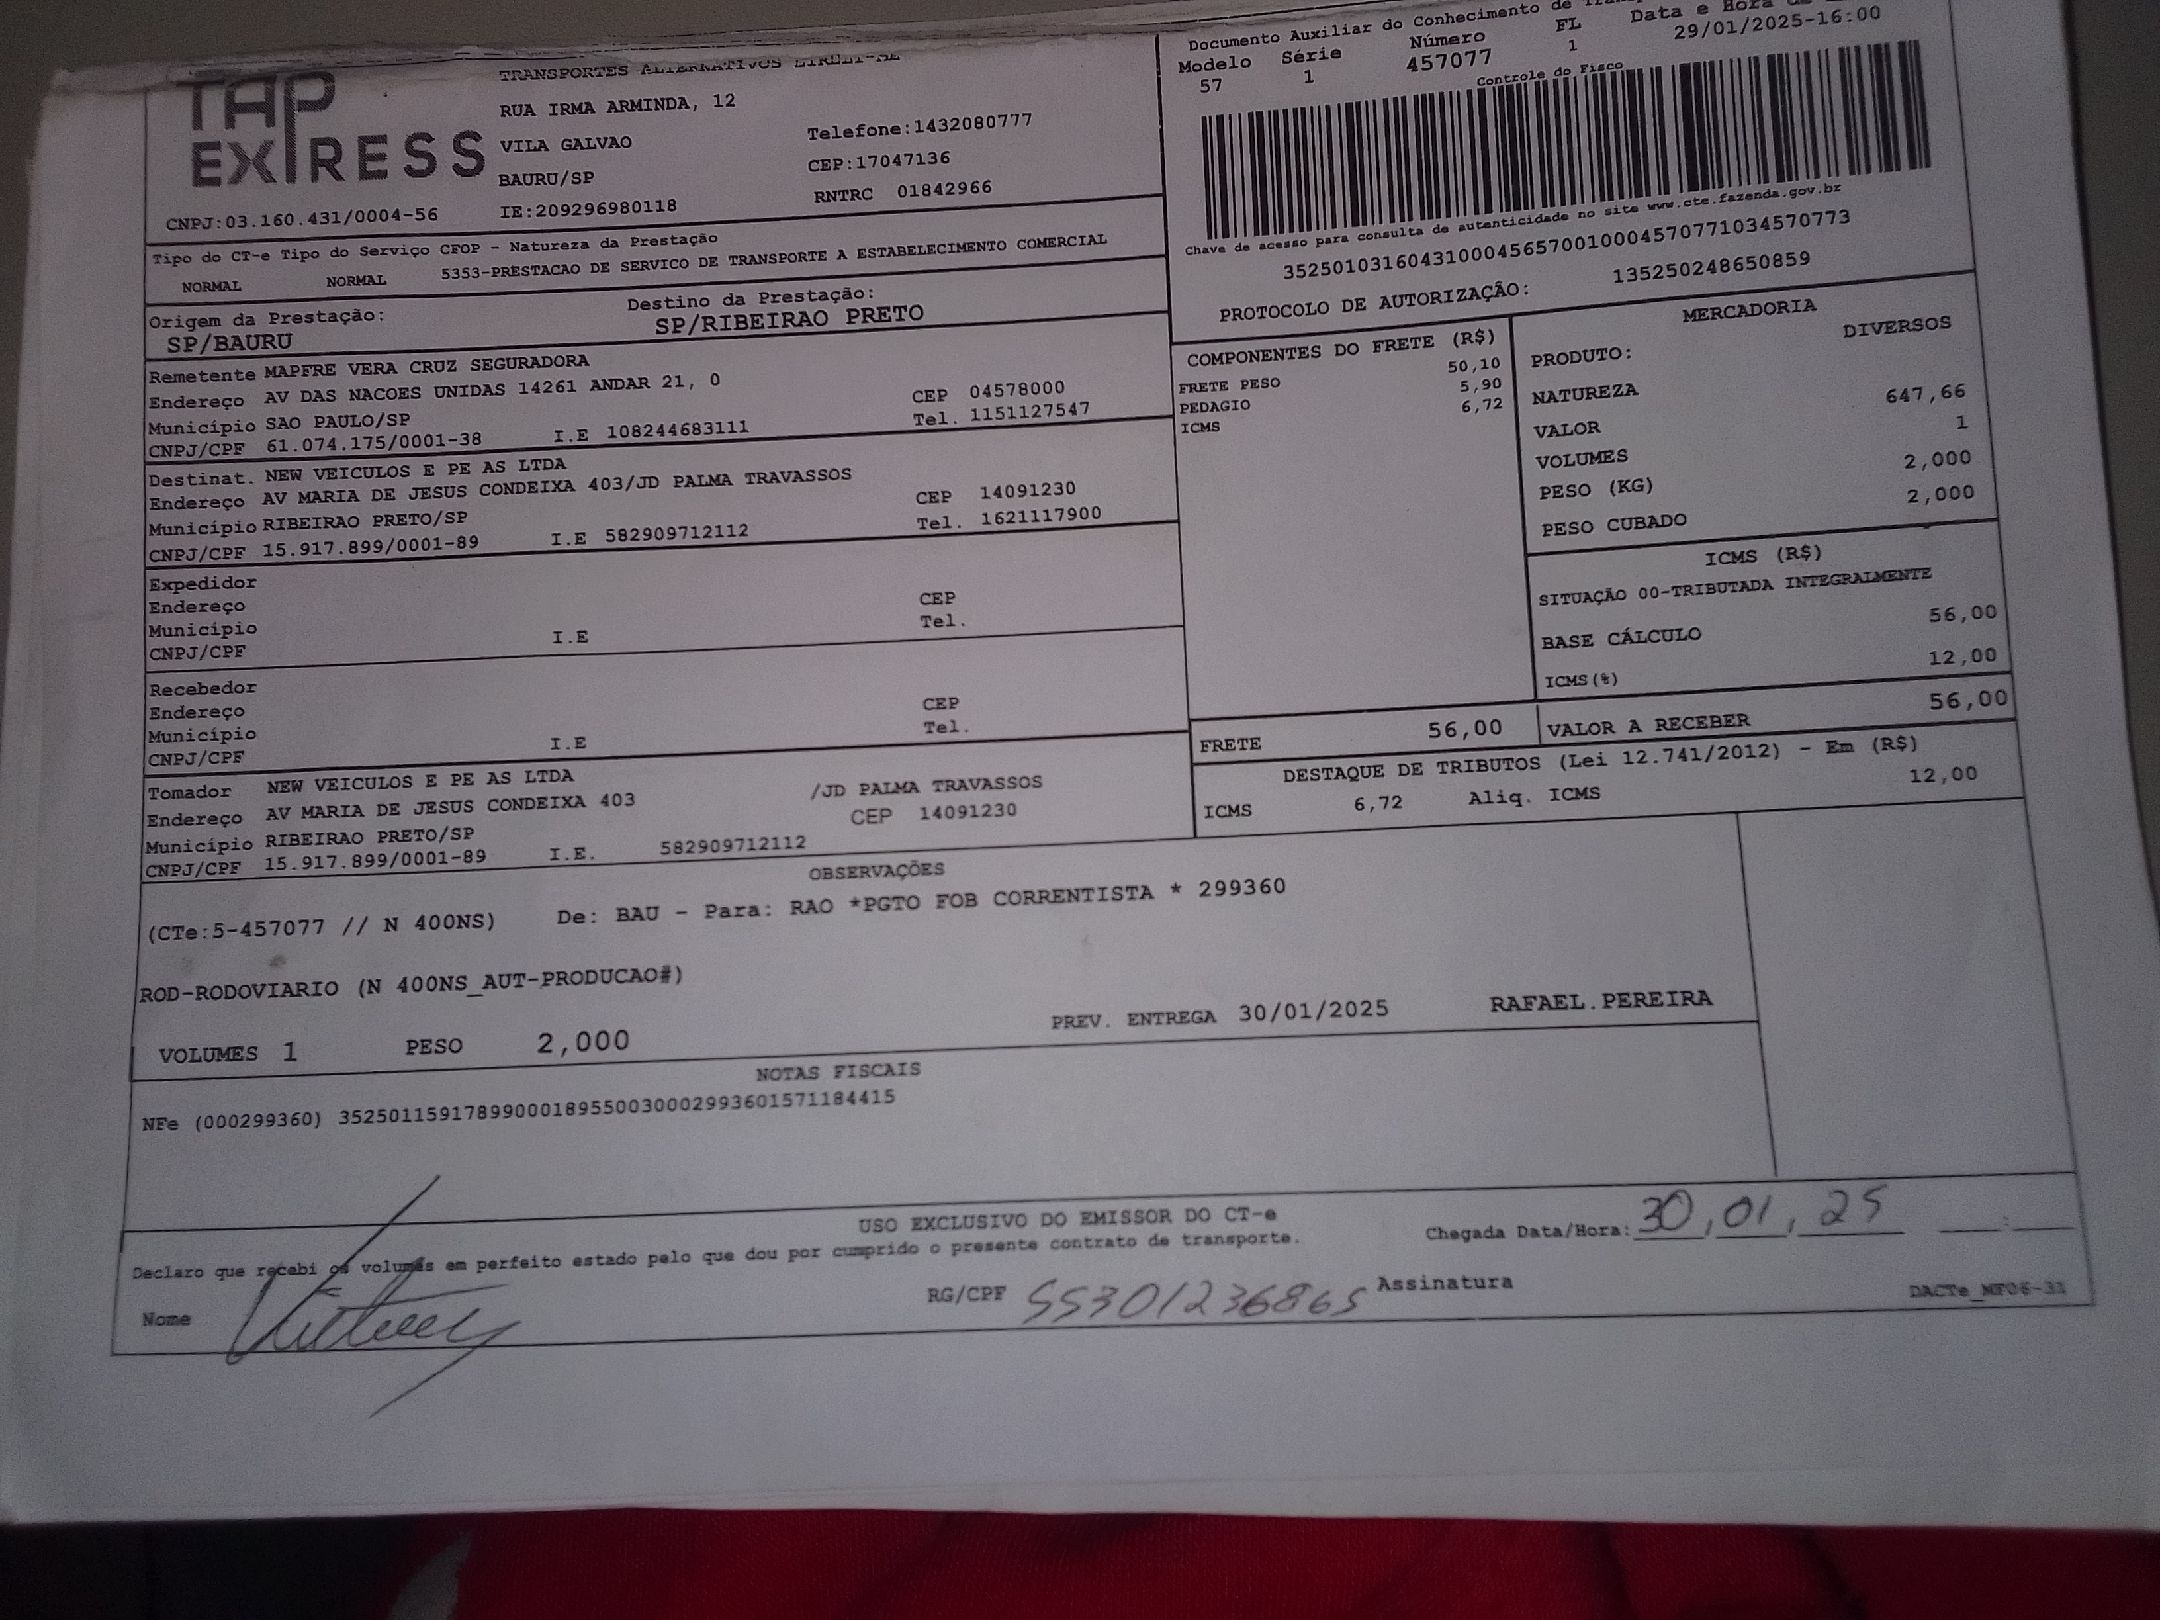 TAP
EXPRESS
CNPJ:03.160.431/0004-56
TRANSPORTES ALTERNATIVOS EIRELI-ME
RUA IRMA ARMINDA, 12
VILA GALVAO
Telefone:1432080777
BAURU/SP
CEP:17047136
IE:209296980118
RNTRC 01842966
Documento Auxiliar do Conhecimento de
Modelo Série Número FL Data e Hora de
57 1 457077 1 29/01/2025-16:00
Controle do Fisco
Chave de acesso para consulta de autenticidade no site www.cte.fazenda.gov.br
35250103160431000456570010004570771034570773
PROTOCOLO DE AUTORIZAÇÃO: 135250248650859
Tipo do CT-e Tipo do Serviço CFOP - Natureza da Prestação
NORMAL NORMAL 5353-PRESTACAO DE SERVICO DE TRANSPORTE A ESTABELECIMENTO COMERCIAL
Origem da Prestação: Destino da Prestação:
SP/BAURU SP/RIBEIRAO PRETO
Remetente MAPFRE VERA CRUZ SEGURADORA
Endereço AV DAS NACOES UNIDAS 14261 ANDAR 21, 0 CEP 04578000
Município SAO PAULO/SP Tel. 1151127547
CNPJ/CPF 61.074.175/0001-38 I.E 108244683111
Destinat. NEW VEICULOS E PE AS LTDA
Endereço AV MARIA DE JESUS CONDEIXA 403/JD PALMA TRAVASSOS CEP 14091230
Município RIBEIRAO PRETO/SP Tel. 1621117900
CNPJ/CPF 15.917.899/0001-89 I.E 582909712112
Expedidor
Endereço CEP
Município Tel.
CNPJ/CPF I.E
Recebedor
Endereço CEP
Município Tel.
CNPJ/CPF I.E
Tomador NEW VEICULOS E PE AS LTDA
Endereço AV MARIA DE JESUS CONDEIXA 403 /JD PALMA TRAVASSOS
Município RIBEIRAO PRETO/SP CEP 14091230
CNPJ/CPF 15.917.899/0001-89 I.E. 582909712112
COMPONENTES DO FRETE (R$)
FRETE PESO 50,10
PEDAGIO 5,90
ICMS 6,72
MERCADORIA
PRODUTO: DIVERSOS
NATUREZA
VALOR 647,66
VOLUMES 1
PESO (KG) 2,000
PESO CUBADO 2,000
ICMS (R$)
SITUAÇÃO 00-TRIBUTADA INTEGRALMENTE
BASE CÁLCULO 56,00
ICMS(%) 12,00
FRETE 56,00 VALOR A RECEBER 56,00
DESTAQUE DE TRIBUTOS (Lei 12.741/2012) - Em (R$)
ICMS 6,72 Aliq. ICMS 12,00
OBSERVAÇÕES
(CTe:5-457077 // N 400NS) De: BAU - Para: RAO *PGTO FOB CORRENTISTA * 299360
ROD-RODOVIARIO (N 400NS_AUT-PRODUCAO#)
VOLUMES 1 PESO 2,000 PREV. ENTREGA 30/01/2025 RAFAEL.PEREIRA
NOTAS FISCAIS
NFe (000299360) 35250115917899000189550030002993601571184415
USO EXCLUSIVO DO EMISSOR DO CT-e
Declaro que recebi os volumes em perfeito estado pelo que dou por cumprido o presente contrato de transporte.
Chegada Data/Hora: 30,01,25
Nome
RG/CPF 55301236865 Assinatura
DACTe_MF06-33